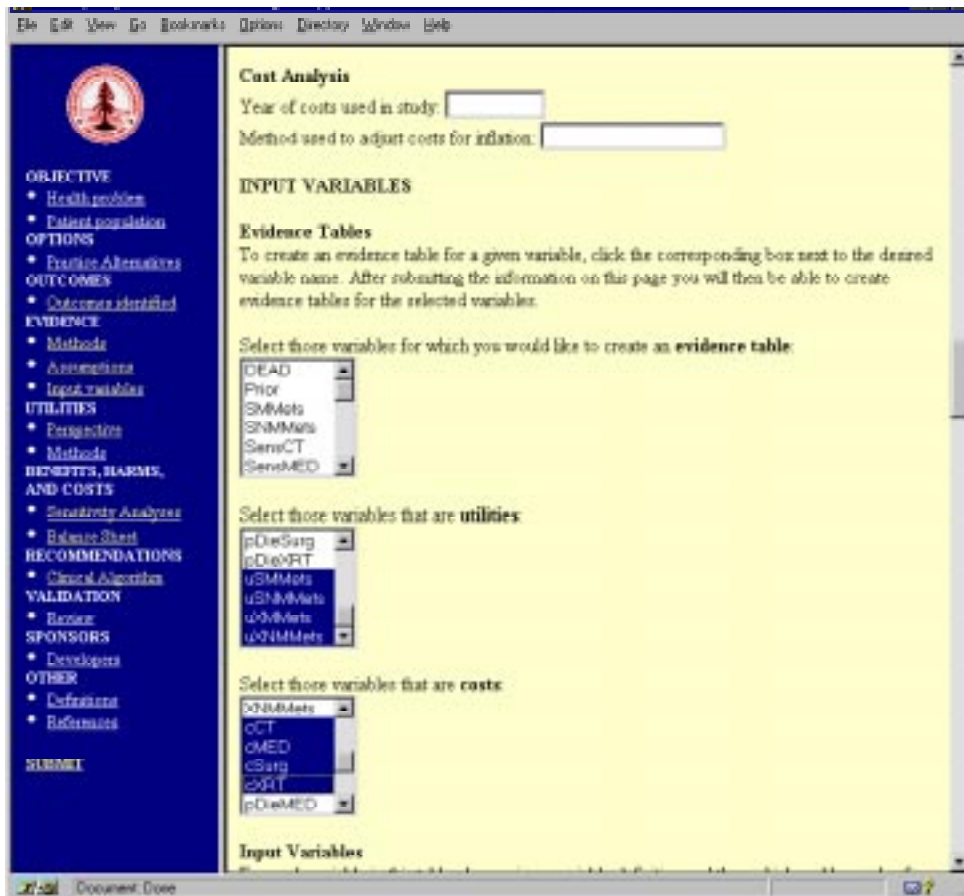 File Edit View Go Bookmarks Options Directory Window Help
OBJECTIVE
Health problem
Patient population
OPTIONS
Practice Alternatives
OUTCOMES
Outcomes identified
EVIDENCE
Methods
Assumptions
Input variables
UTILITIES
Perspective
Methods
BENEFITS, HARMS,
AND COSTS
Sensitivity Analyses
Balance Sheet
RECOMMENDATIONS
Clinical Algorithm
VALIDATION
Review
SPONSORS
Developers
OTHER
Definitions
References
SUBMIT
Cost Analysis
Year of costs used in study:
Method used to adjust costs for inflation:
INPUT VARIABLES
Evidence Tables
To create an evidence table for a given variable, click the corresponding box next to the desired
variable name. After submitting the information on this page you will then be able to create
evidence tables for the selected variables.
Select those variables for which you would like to create an evidence table:
DEAD
Prior
SMMets
SNMMets
SensCT
SensMED
Select those variables that are utilities:
pDieSurg
pDieXRT
uSMMets
uSNMMets
uXMMets
uXNMMets
Select those variables that are costs:
XNMMets
cCT
cMED
cSurg
cXRT
pDieMED
Input Variables
Document: Done